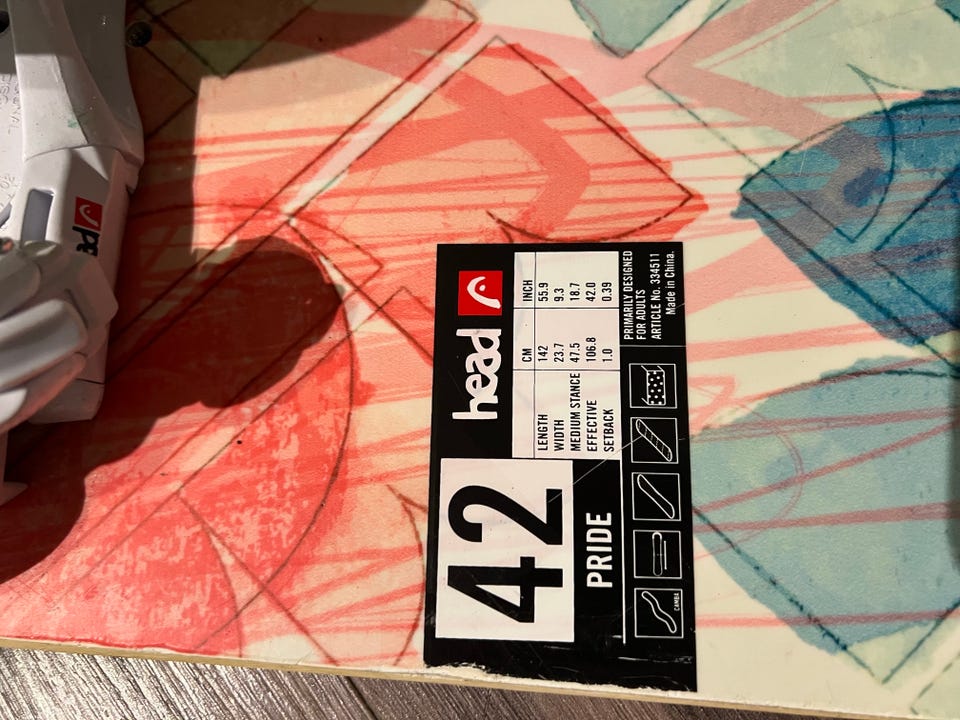 head
CM INCH
LENGTH 142 55.9
WIDTH 23.7 9.3
MEDIUM STANCE 47.5 18.7
EFFECTIVE 106.8 42.0
SETBACK 1.0 0.39
42
PRIDE
CAMBA
PRIMARILY DESIGNED
FOR ADULTS
ARTICLE No. 334511
Made in China.